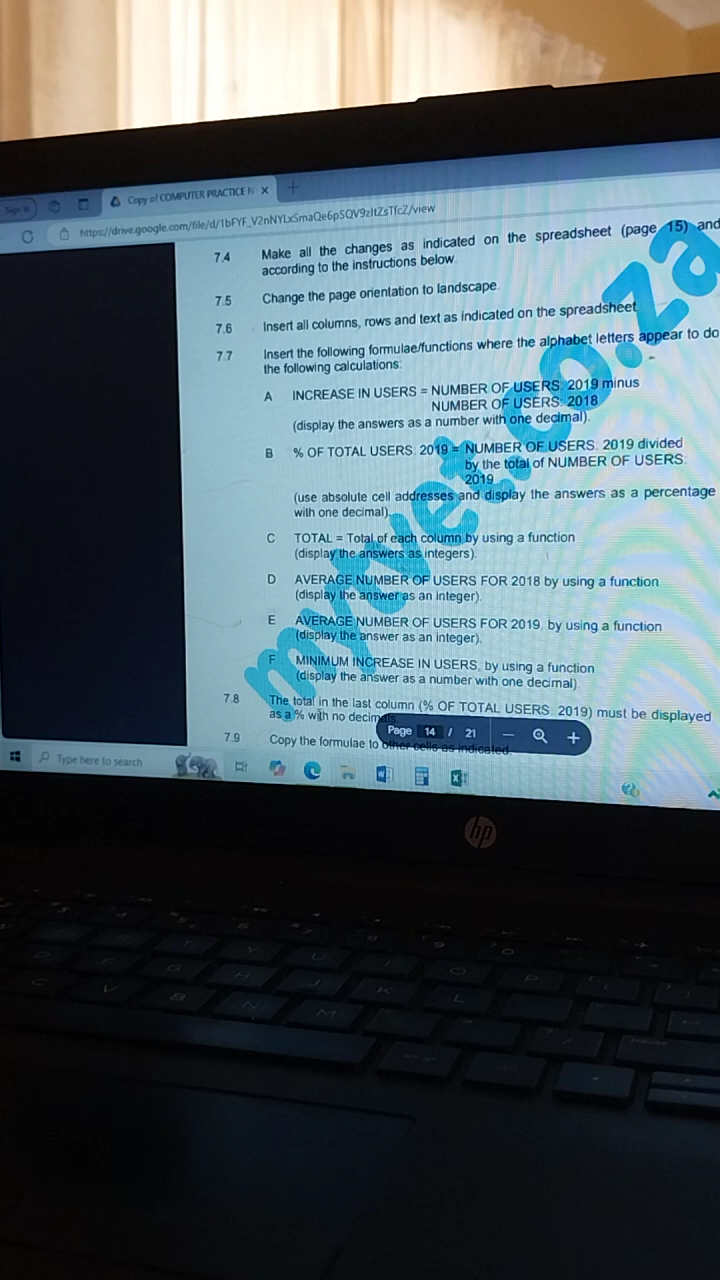 Sign in
Copy of COMPUTER PRACTICE N
https://drive.google.com/file/d/1bFYF_V2nNYLxSmaQe6pSQV9zItZsTfcZ/view
7.4 Make all the changes as indicated on the spreadsheet (page 15) and
according to the instructions below.
7.5 Change the page orientation to landscape.
7.6 Insert all columns, rows and text as indicated on the spreadsheet
7.7 Insert the following formulae/functions where the alphabet letters appear to do
the following calculations:
A INCREASE IN USERS = NUMBER OF USERS: 2019 minus
NUMBER OF USERS: 2018
(display the answers as a number with one decimal).
B % OF TOTAL USERS: 2019 = NUMBER OF USERS: 2019 divided
by the total of NUMBER OF USERS:
2019
(use absolute cell addresses and display the answers as a percentage
with one decimal).
C TOTAL = Total of each column by using a function
(display the answers as integers).
D AVERAGE NUMBER OF USERS FOR 2018 by using a function
(display the answer as an integer).
E AVERAGE NUMBER OF USERS FOR 2019, by using a function
(display the answer as an integer).
F MINIMUM INCREASE IN USERS, by using a function
(display the answer as a number with one decimal).
7.8 The total in the last column (% OF TOTAL USERS: 2019) must be displayed
as a % with no decimals.
7.9 Copy the formulae to other cells as indicated.
mytvet.co.za
Page 14 / 21
Type here to search
hp